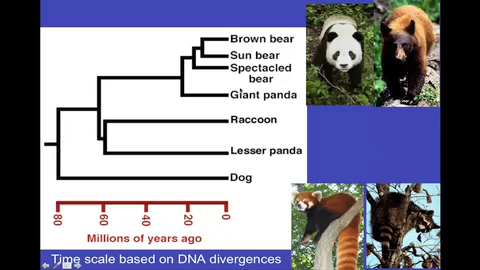 Brown bear
Sun bear
Spectacled
bear
Giant panda
Raccoon
Lesser panda
Dog
80 60 40 20 0
Millions of years ago
Time scale based on DNA divergences